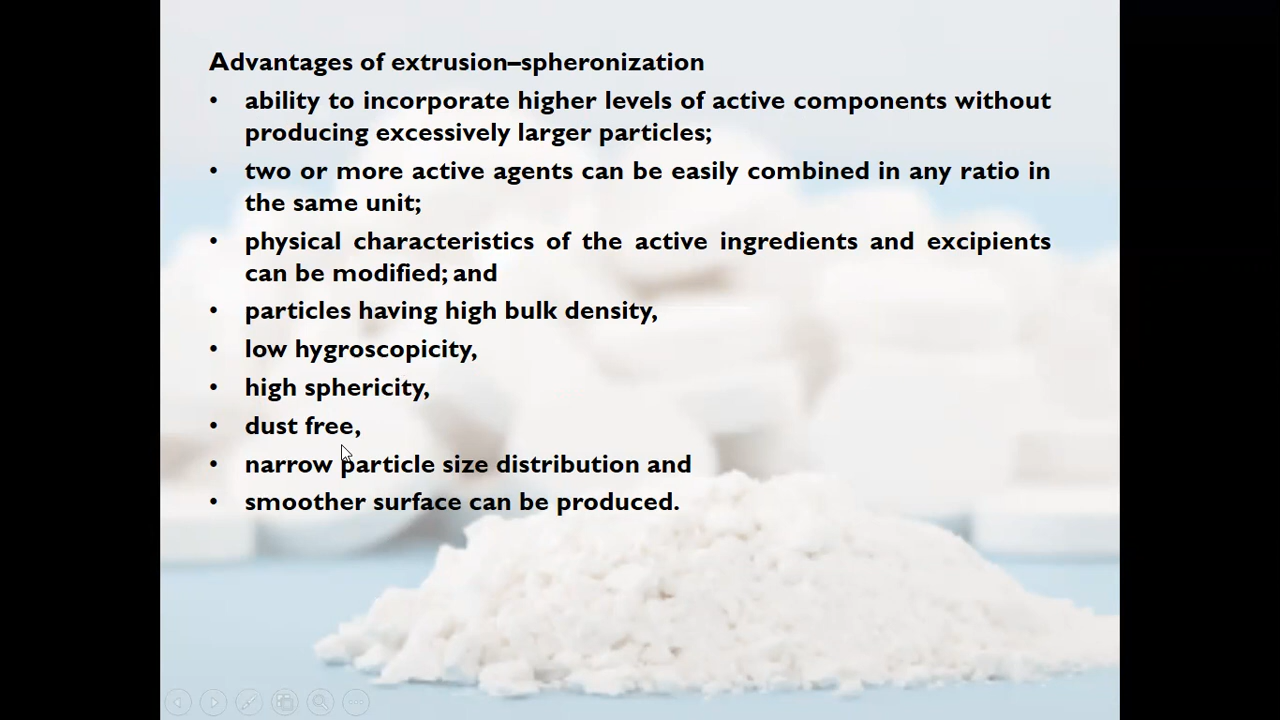 Advantages of extrusion–spheronization
• ability to incorporate higher levels of active components without
producing excessively larger particles;
• two or more active agents can be easily combined in any ratio in
the same unit;
• physical characteristics of the active ingredients and excipients
can be modified; and
• particles having high bulk density,
• low hygroscopicity,
• high sphericity,
• dust free,
• narrow particle size distribution and
• smoother surface can be produced.